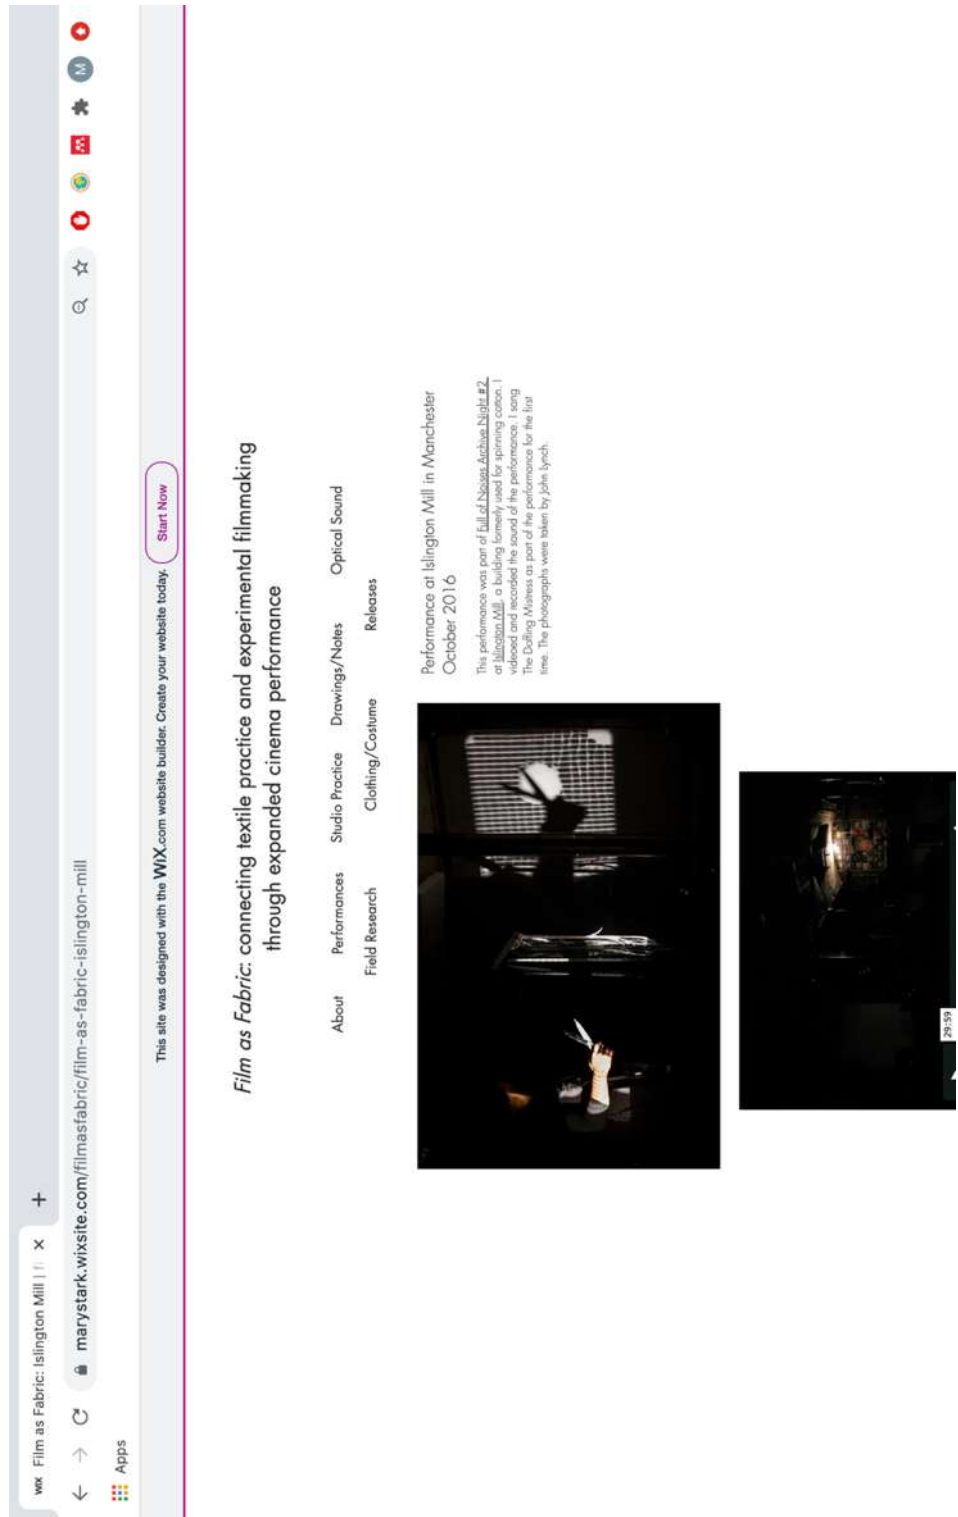 WiX Film as Fabric: Islington Mill | fi
marystark.wixsite.com/filmasfabric/film-as-fabric-islington-mill
M
Apps
This site was designed with the WiX.com website builder. Create your website today. Start Now
Film as Fabric: connecting textile practice and experimental filmmaking
through expanded cinema performance
About Performances Studio Practice Drawings/Notes Optical Sound
Field Research Clothing/Costume Releases
Performance at Islington Mill in Manchester
October 2016
This performance was part of Full of Noises Archive Night #2
at Islington Mill, a building formerly used for spinning cotton. I
videoed and recorded the sound of the performance. I sang
The Doffing Mistress as part of the performance for the first
time. The photographs were taken by John Lynch.
29:59